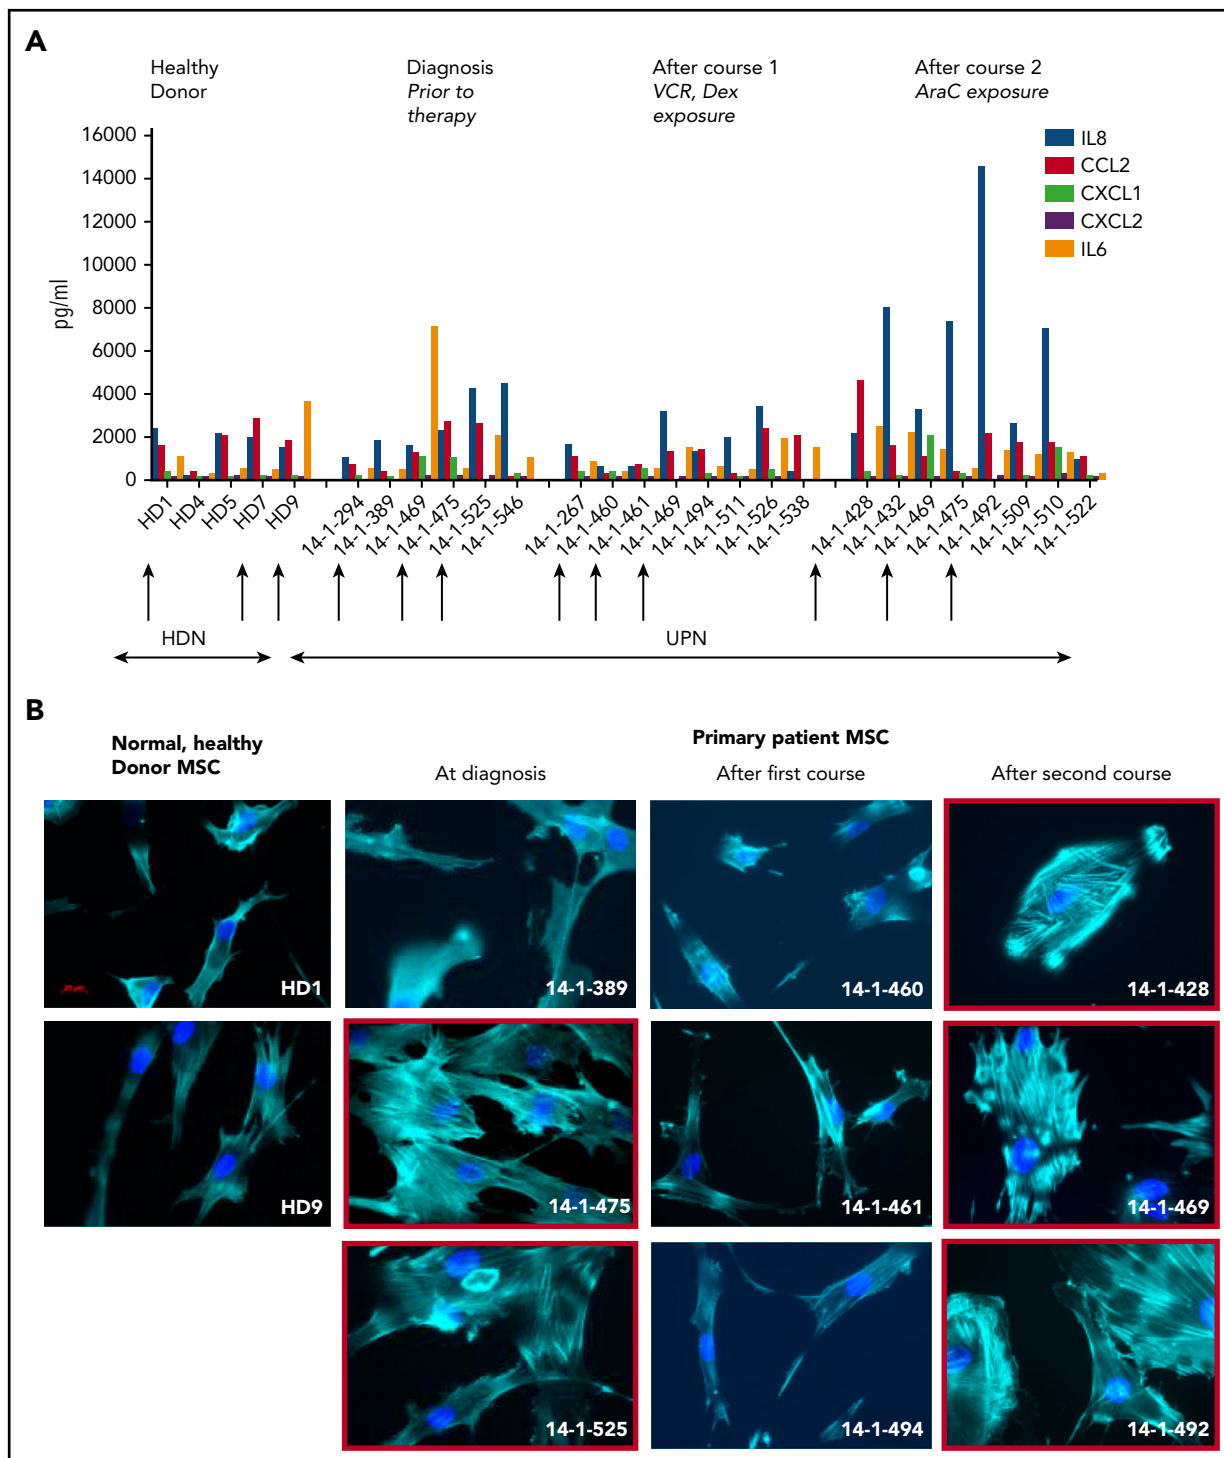 A
Healthy
Donor
Diagnosis
Prior to
therapy
After course 1
VCR, Dex
exposure
After course 2
AraC exposure
16000
14000
12000
10000
8000
6000
4000
2000
0
pg/ml
IL8
CCL2
CXCL1
CXCL2
IL6
HD1
HD4
HD5
HD7
HD9
14-1-294
14-1-389
14-1-469
14-1-475
14-1-525
14-1-546
14-1-267
14-1-460
14-1-461
14-1-469
14-1-494
14-1-511
14-1-526
14-1-538
14-1-428
14-1-432
14-1-469
14-1-475
14-1-492
14-1-509
14-1-510
14-1-522
HDN
UPN
B
Normal, healthy
Donor MSC
Primary patient MSC
At diagnosis
After first course
After second course
HD1
14-1-389
14-1-460
14-1-428
HD9
14-1-475
14-1-461
14-1-469
14-1-525
14-1-494
14-1-492